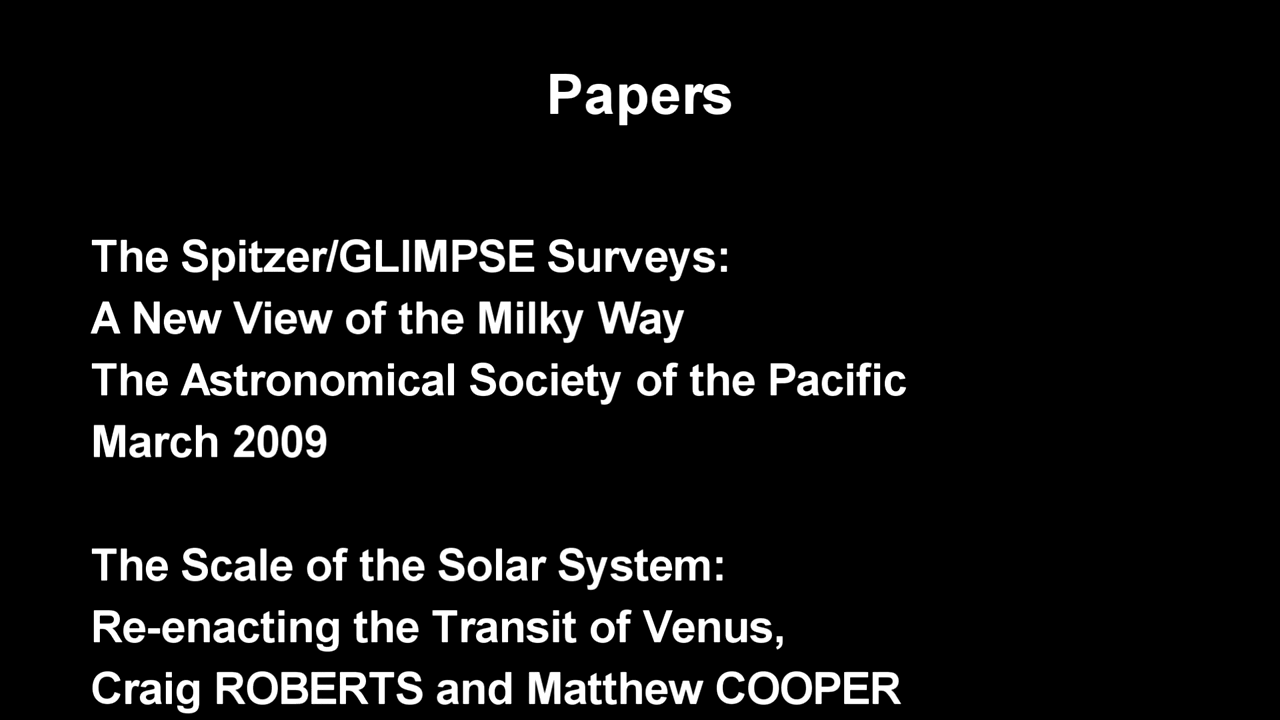 Papers
The Spitzer/GLIMPSE Surveys:
A New View of the Milky Way
The Astronomical Society of the Pacific
March 2009
The Scale of the Solar System:
Re-enacting the Transit of Venus,
Craig ROBERTS and Matthew COOPER